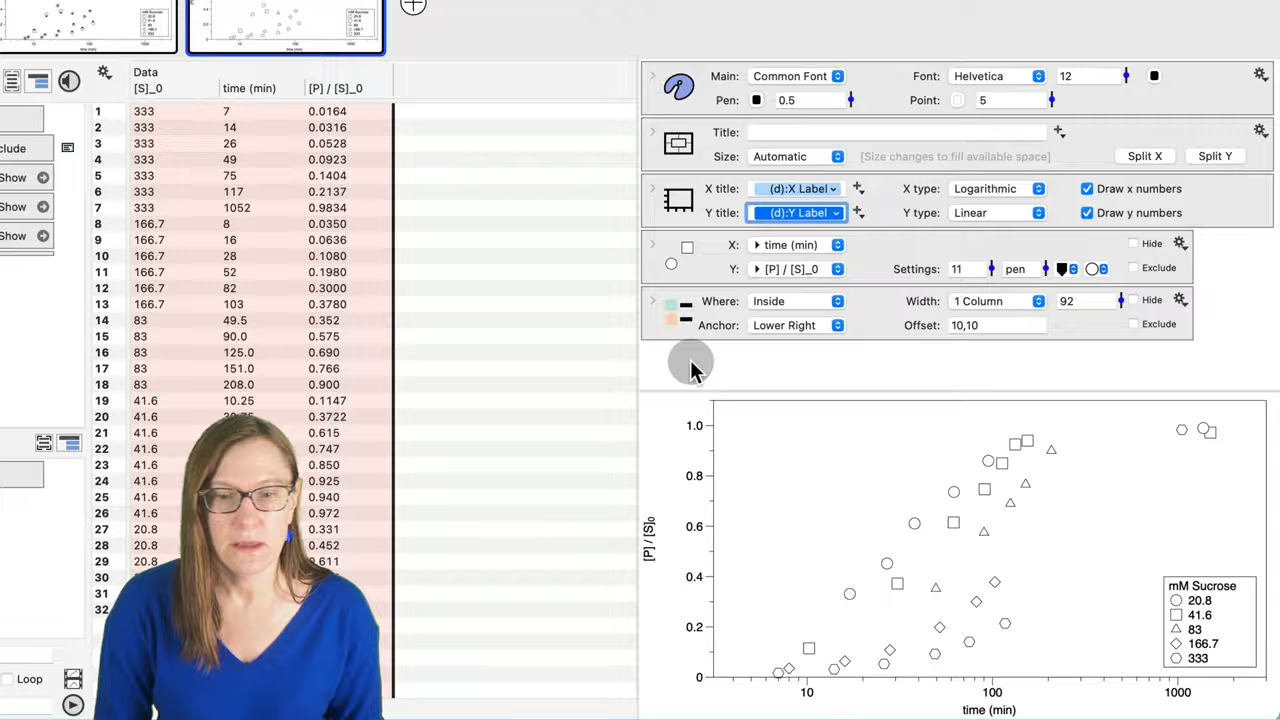 mM Sucrose
mM Sucrose
Data
[S]_0 time (min) [P] / [S]_0
1 333 7 0.0164
2 333 14 0.0316
3 333 26 0.0528
4 333 49 0.0923
5 333 75 0.1404
6 333 117 0.2137
7 333 1052 0.9834
8 166.7 8 0.0350
9 166.7 16 0.0636
10 166.7 28 0.1080
11 166.7 52 0.1980
12 166.7 82 0.3000
13 166.7 103 0.3780
14 83 49.5 0.352
15 83 90.0 0.575
16 83 125.0 0.690
17 83 151.0 0.766
18 83 208.0 0.900
19 41.6 10.25 0.1147
20 41.6 0.3722
21 41.6 0.615
22 41.6 0.747
23 41.6 0.850
24 41.6 0.925
25 41.6 0.940
26 41.6 0.972
27 20.8 0.331
28 20.8 0.452
29 20.8 0.611
30
31
32
clude
Show
Show
Show
Loop
Main: Common Font Font: Helvetica 12
Pen: 0.5 Point: 5
Title:
Size: Automatic [Size changes to fill available space] Split X Split Y
X title: (d):X Label X type: Logarithmic Draw x numbers
Y title: (d):Y Label Y type: Linear Draw y numbers
X: time (min) Hide
Y: [P] / [S]_0 Settings: 11 pen Exclude
Where: Inside Width: 1 Column 92 Hide
Anchor: Lower Right Offset: 10,10 Exclude
1.0
0.8
0.6
0.4
0.2
0
[P] / [S]0
10 100 1000
time (min)
mM Sucrose
20.8
41.6
83
166.7
333